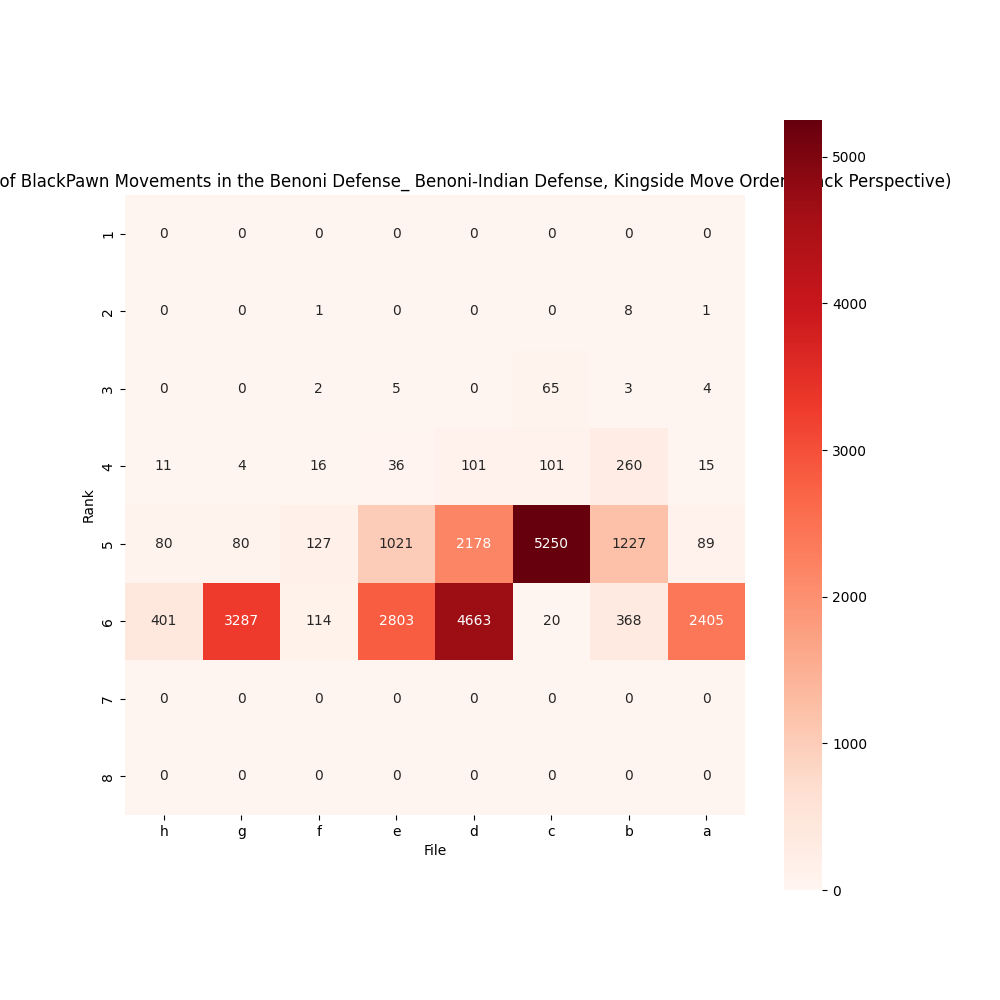 of BlackPawn Movements in the Benoni Defense_ Benoni-Indian Defense, Kingside Move Order ck Perspective)
1 0 0 0 0 0 0 0 0
2 0 0 1 0 0 0 8 1
3 0 0 2 5 0 65 3 4
4 11 4 16 36 101 101 260 15
5 80 80 127 1021 2178 5250 1227 89
6 401 3287 114 2803 4663 20 368 2405
7 0 0 0 0 0 0 0 0
8 0 0 0 0 0 0 0 0
h g f e d c b a
File
Rank
5000
4000
3000
2000
1000
0